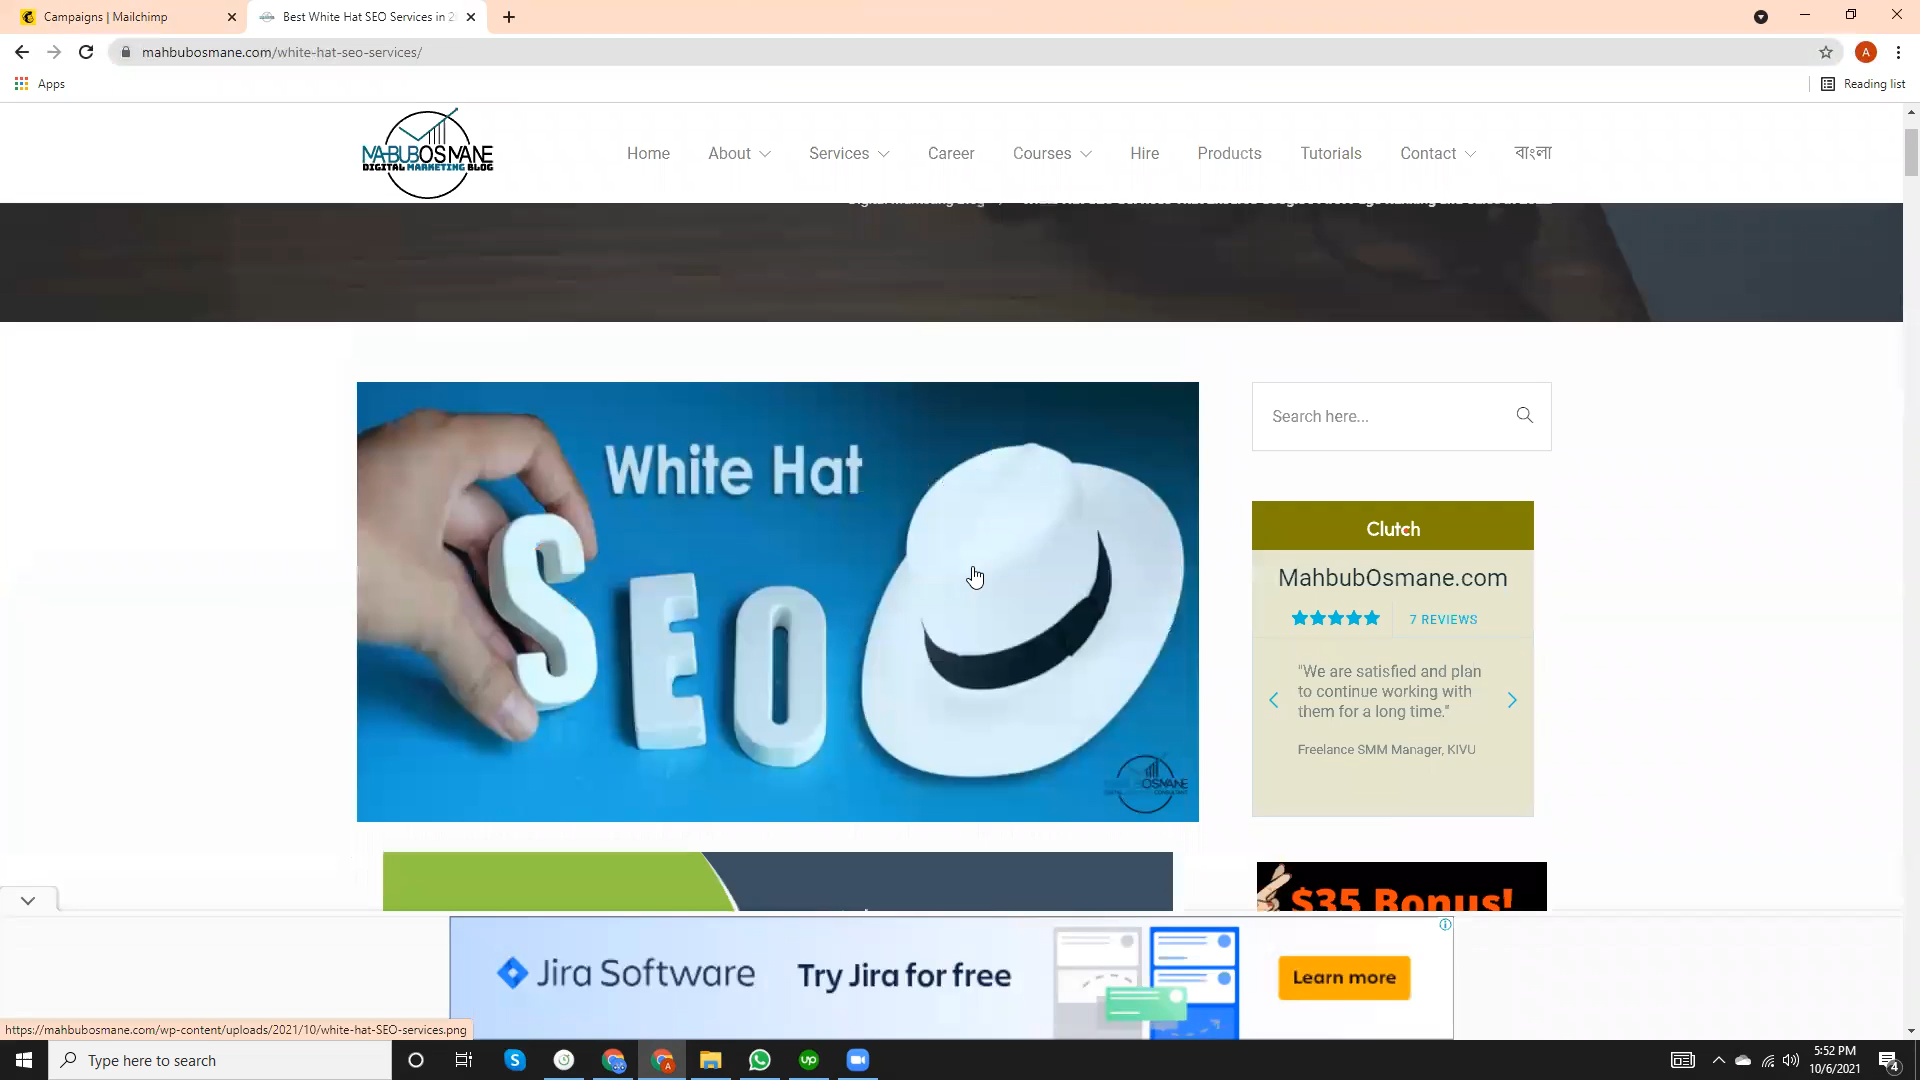 Campaigns | Mailchimp
Best White Hat SEO Services in 2
mahbubosmane.com/white-hat-seo-services/
Apps
Reading list
MAHBUBOSMANE
DIGITAL MARKETING BLOG
Home
About
Services
Career
Courses
Hire
Products
Tutorials
Contact
বাংলা
White Hat
SEO
Search here...
Clutch
MahbubOsmane.com
7 REVIEWS
"We are satisfied and plan
to continue working with
them for a long time."
Freelance SMM Manager, KIVU
$35 Bonus!
Jira Software
Try Jira for free
Learn more
https://mahbubosmane.com/wp-content/uploads/2021/10/white-hat-SEO-services.png
Type here to search
5:52 PM
10/6/2021
4